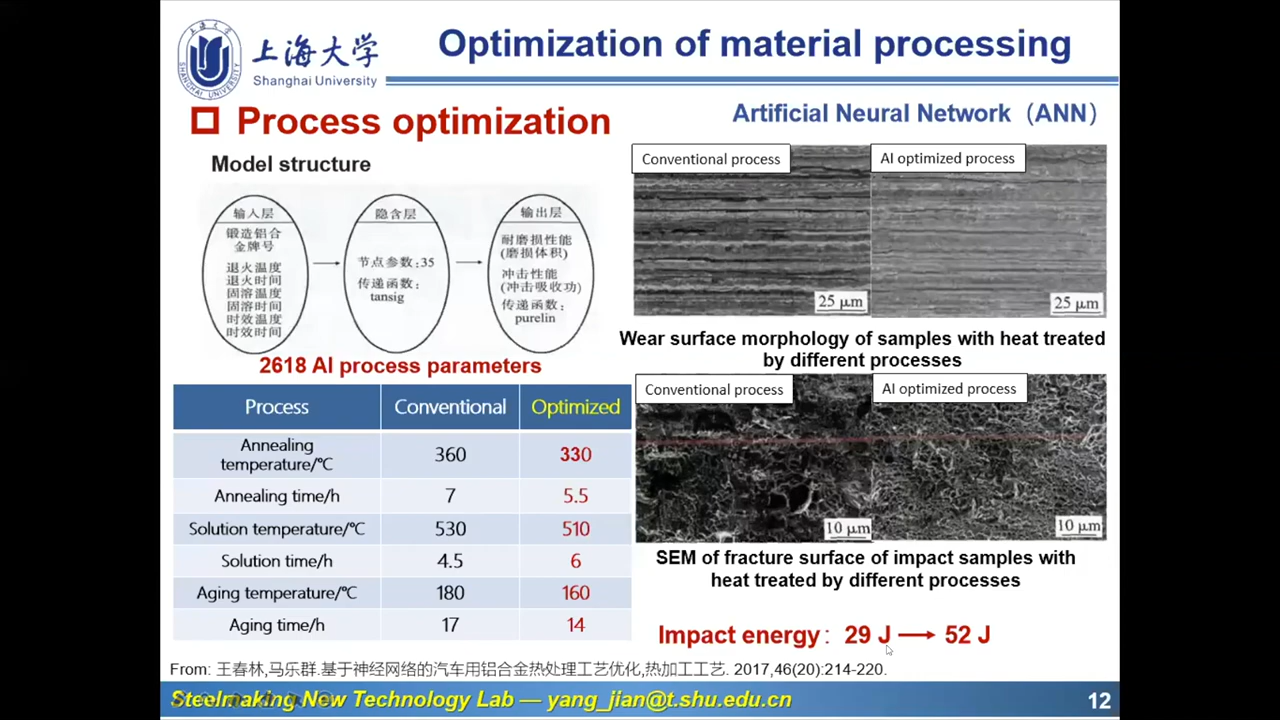 上海大学
Shanghai University
SHANGHAI UNIVERSITY
Optimization of material processing
Process optimization
Artificial Neural Network（ANN）
Model structure
输入层
锻造铝合
金牌号
退火温度
退火时间
固溶温度
固溶时间
时效温度
时效时间
隐含层
节点参数:35
传递函数:
tansig
输出层
耐磨损性能
(磨损体积)
冲击性能
(冲击吸收功)
传递函数:
purelin
2618 Al process parameters
Process Conventional Optimized
Annealing
temperature/℃ 360 330
Annealing time/h 7 5.5
Solution temperature/℃ 530 510
Solution time/h 4.5 6
Aging temperature/℃ 180 160
Aging time/h 17 14
Conventional process
AI optimized process
25 μm
25 μm
Wear surface morphology of samples with heat treated
by different processes
Conventional process
AI optimized process
10 μm
10 μm
SEM of fracture surface of impact samples with
heat treated by different processes
Impact energy： 29 J → 52 J
From: 王春林,马乐群.基于神经网络的汽车用铝合金热处理工艺优化,热加工工艺. 2017,46(20):214-220.
Steelmaking New Technology Lab — yang_jian@t.shu.edu.cn
12